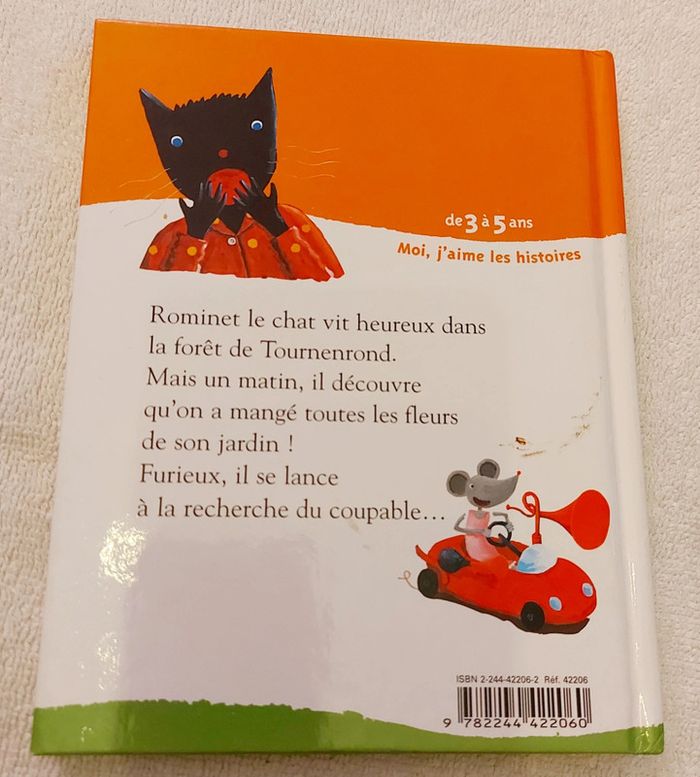 de 3 à 5 ans
Moi, j'aime les histoires
Rominet le chat vit heureux dans
la forêt de Tournenrond.
Mais un matin, il découvre
qu'on a mangé toutes les fleurs
de son jardin !
Furieux, il se lance
à la recherche du coupable...
ISBN 2-244-42206-2 Réf. 42206
9 782244 422060